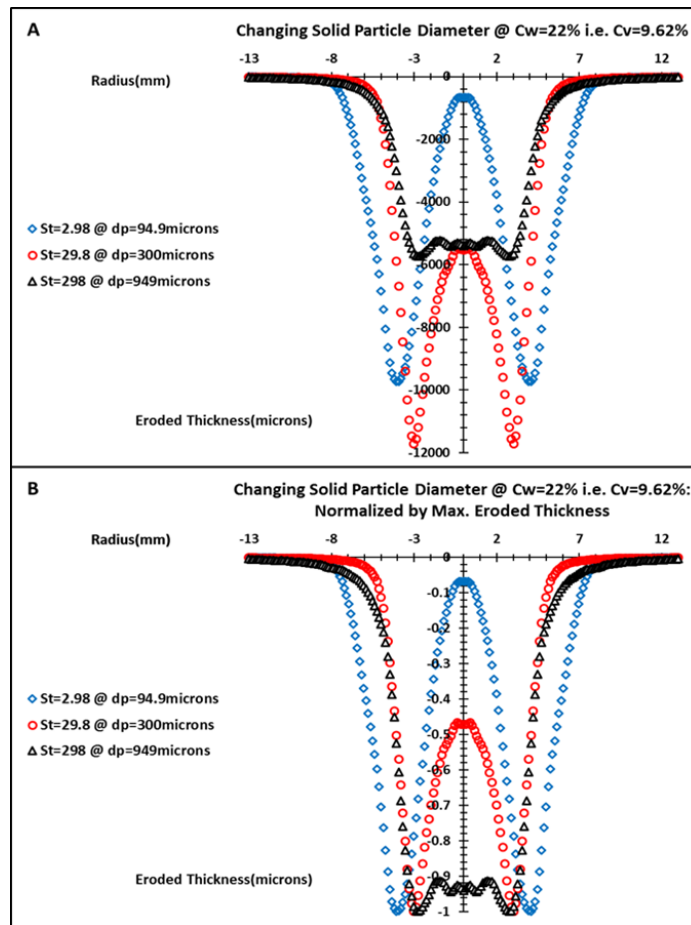 A
Changing Solid Particle Diameter @ Cw=22% i.e. Cv=9.62%
-13 -8 -3 2 7 12
Radius(mm)
0
-2000
-4000
-6000
-8000
-10000
-12000
St=2.98 @ dp=94.9microns
St=29.8 @ dp=300microns
St=298 @ dp=949microns
Eroded Thickness(microns)
B
Changing Solid Particle Diameter @ Cw=22% i.e. Cv=9.62%:
Normalized by Max. Eroded Thickness
-13 -8 -3 2 7 12
Radius(mm)
0
-0.1
-0.2
-0.3
-0.4
-0.5
-0.6
-0.7
-0.8
-0.9
-1
St=2.98 @ dp=94.9microns
St=29.8 @ dp=300microns
St=298 @ dp=949microns
Eroded Thickness(microns)